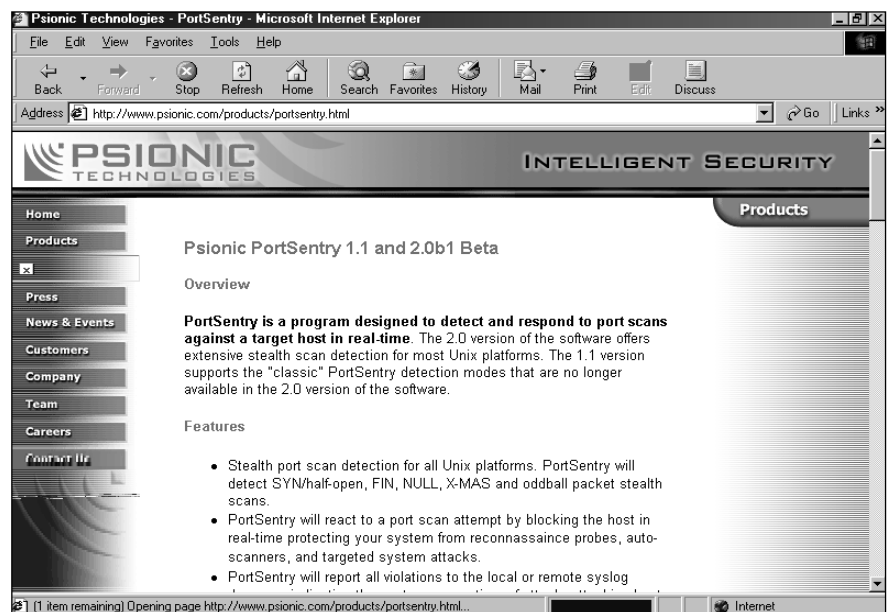 Psionic Technologies - PortSentry - Microsoft Internet Explorer
File Edit View Favorites Tools Help
Back Forward Stop Refresh Home Search Favorites History Mail Print Edit Discuss
Address http://www.psionic.com/products/portsentry.html Go Links »
PSIONIC
TECHNOLOGIES
INTELLIGENT SECURITY
Products
Home
Products
Press
News & Events
Customers
Company
Team
Careers
Contact Us
Psionic PortSentry 1.1 and 2.0b1 Beta
Overview
PortSentry is a program designed to detect and respond to port scans
against a target host in real-time. The 2.0 version of the software offers
extensive stealth scan detection for most Unix platforms. The 1.1 version
supports the "classic" PortSentry detection modes that are no longer
available in the 2.0 version of the software.
Features
• Stealth port scan detection for all Unix platforms. PortSentry will
detect SYN/half-open, FIN, NULL, X-MAS and oddball packet stealth
scans.
• PortSentry will react to a port scan attempt by blocking the host in
real-time protecting your system from reconnassaince probes, auto-
scanners, and targeted system attacks.
• PortSentry will report all violations to the local or remote syslog
(1 item remaining) Opening page http://www.psionic.com/products/portsentry.html...
Internet